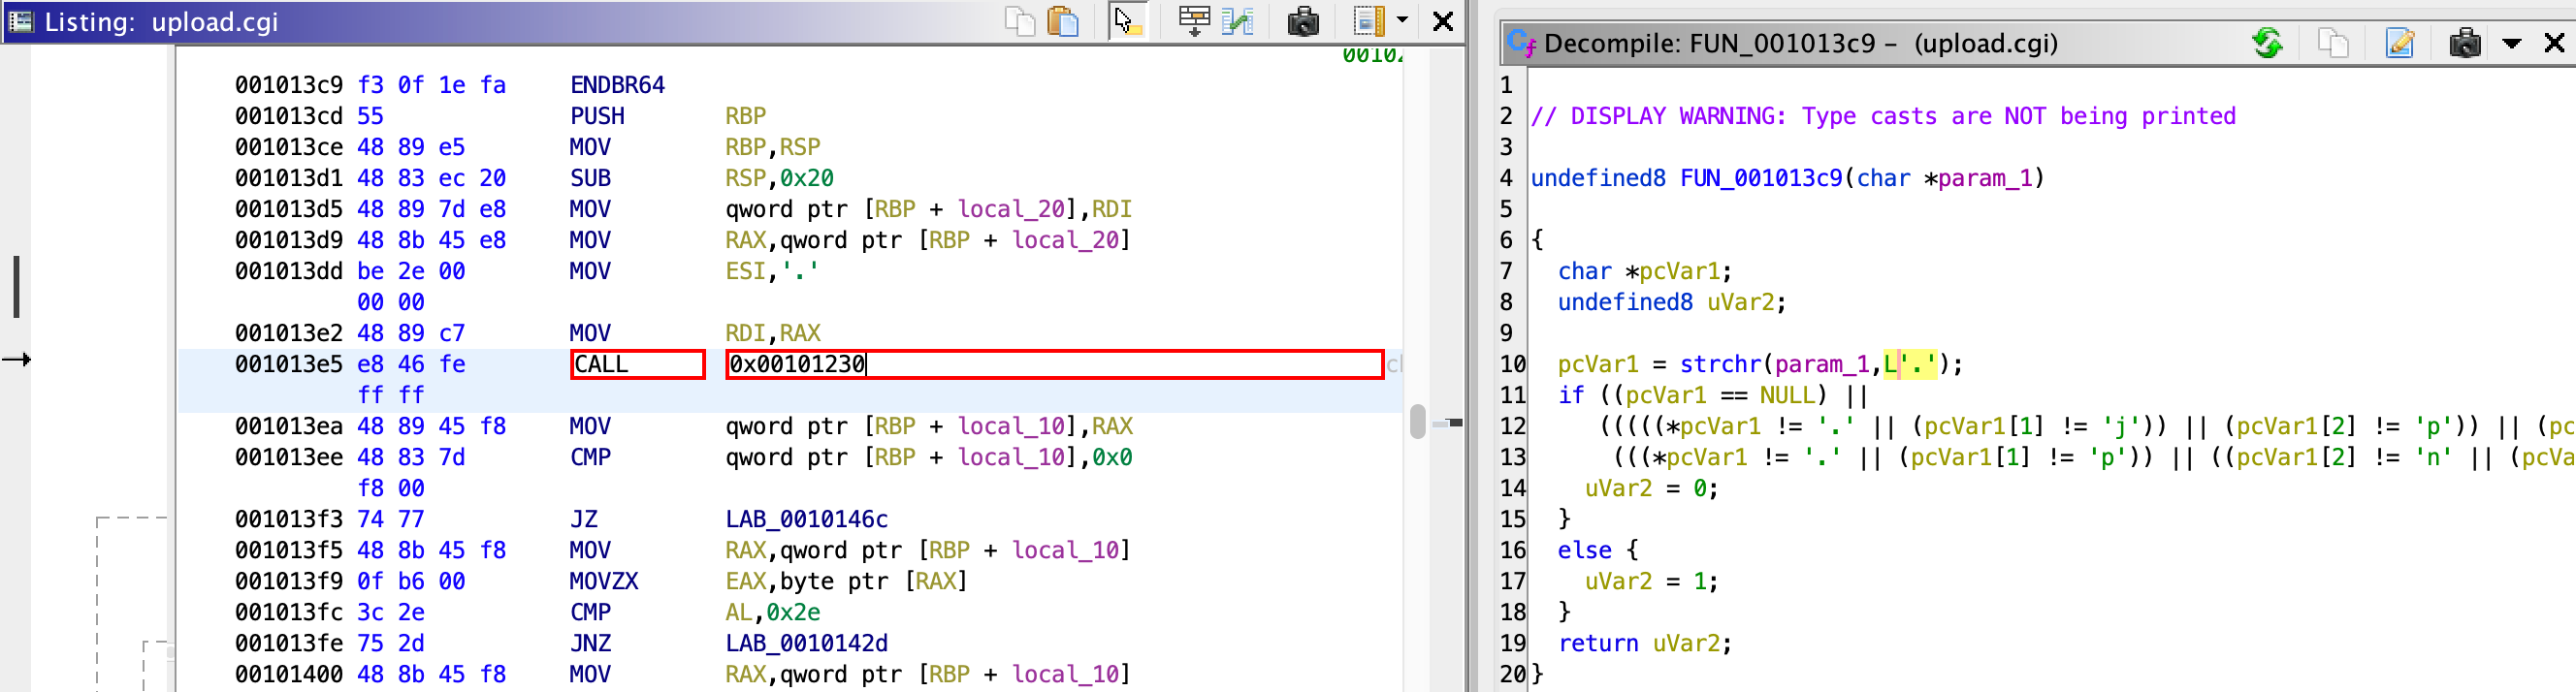 Listing: upload.cgi
001013c9 f3 0f 1e fa ENDBR64
001013cd 55 PUSH RBP
001013ce 48 89 e5 MOV RBP,RSP
001013d1 48 83 ec 20 SUB RSP,0x20
001013d5 48 89 7d e8 MOV qword ptr [RBP + local_20],RDI
001013d9 48 8b 45 e8 MOV RAX,qword ptr [RBP + local_20]
001013dd be 2e 00 MOV ESI,'.'
00 00
001013e2 48 89 c7 MOV RDI,RAX
001013e5 e8 46 fe CALL 0x00101230
ff ff
001013ea 48 89 45 f8 MOV qword ptr [RBP + local_10],RAX
001013ee 48 83 7d CMP qword ptr [RBP + local_10],0x0
f8 00
001013f3 74 77 JZ LAB_0010146c
001013f5 48 8b 45 f8 MOV RAX,qword ptr [RBP + local_10]
001013f9 0f b6 00 MOVZX EAX,byte ptr [RAX]
001013fc 3c 2e CMP AL,0x2e
001013fe 75 2d JNZ LAB_0010142d
00101400 48 8b 45 f8 MOV RAX,qword ptr [RBP + local_10]
Decompile: FUN_001013c9 - (upload.cgi)
1
2 // DISPLAY WARNING: Type casts are NOT being printed
3
4 undefined8 FUN_001013c9(char *param_1)
5
6 {
7 char *pcVar1;
8 undefined8 uVar2;
9
10 pcVar1 = strchr(param_1,L'.');
11 if ((pcVar1 == NULL) ||
12 (((((*pcVar1 != '.' || (pcVar1[1] != 'j')) || (pcVar1[2] != 'p')) || (pc
13 (((*pcVar1 != '.' || (pcVar1[1] != 'p')) || ((pcVar1[2] != 'n' || (pcVa
14 uVar2 = 0;
15 }
16 else {
17 uVar2 = 1;
18 }
19 return uVar2;
20 }